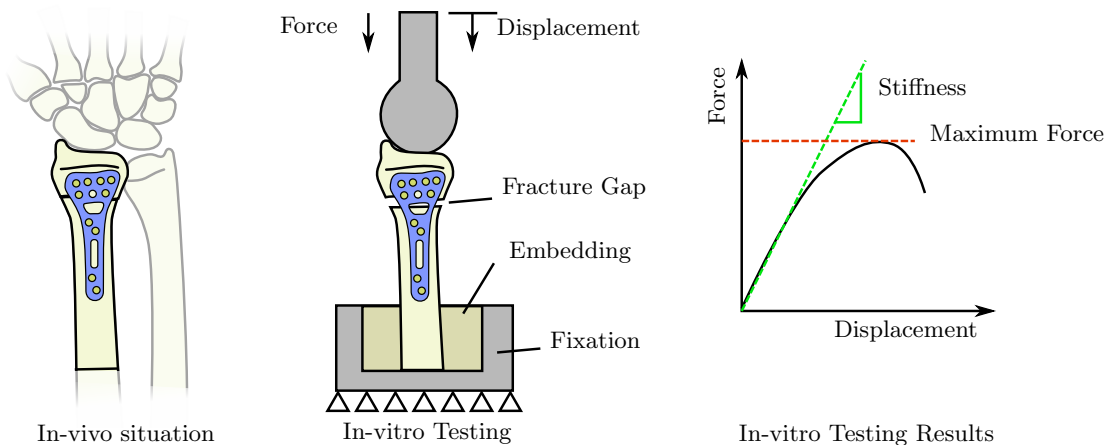 Force
Displacement
Fracture Gap
Embedding
Fixation
Force
Stiffness
Maximum Force
Displacement
In-vivo situation
In-vitro Testing
In-vitro Testing Results